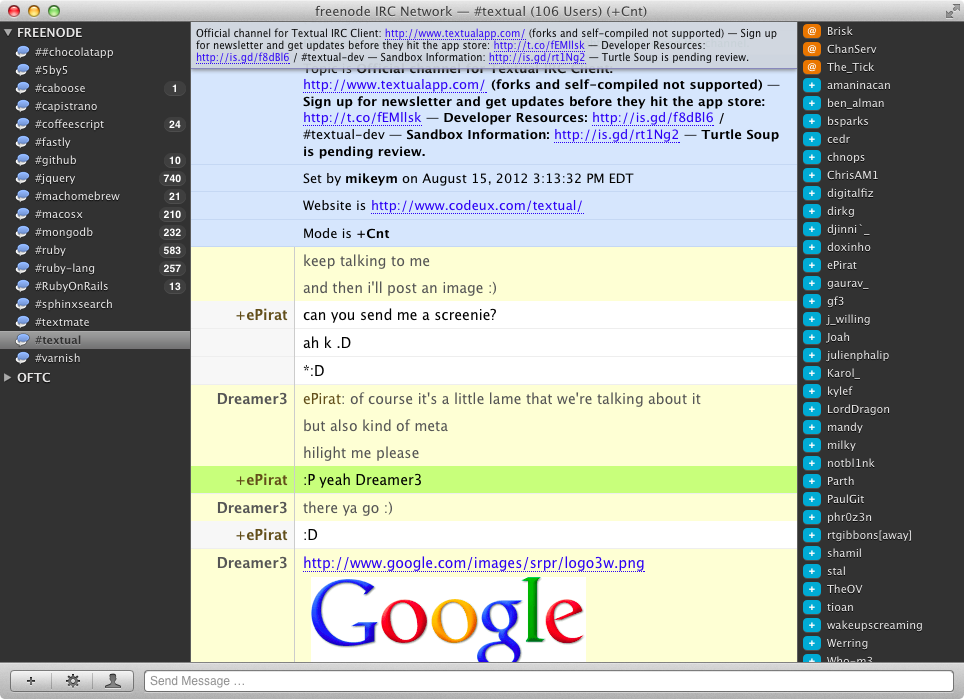 freenode IRC Network — #textual (106 Users) (+Cnt)
FREENODE
##chocolatapp
#5by5
#caboose 1
#capistrano
#coffeescript 24
#fastly
#github 10
#jquery 740
#machomebrew 21
#macosx 210
#mongodb 232
#ruby 583
#ruby-lang 257
#RubyOnRails 13
#sphinxsearch
#textmate
#textual
#varnish
OFTC
Official channel for Textual IRC Client: http://www.textualapp.com/ (forks and self-compiled not supported) — Sign up
for newsletter and get updates before they hit the app store: http://t.co/fEMllsk — Developer Resources:
http://is.gd/f8dBl6 / #textual-dev — Sandbox Information: http://is.gd/rt1Ng2 — Turtle Soup is pending review.
Topic is Official channel for Textual IRC Client:
http://www.textualapp.com/ (forks and self-compiled not supported) —
Sign up for newsletter and get updates before they hit the app store:
http://t.co/fEMllsk — Developer Resources: http://is.gd/f8dBl6 /
#textual-dev — Sandbox Information: http://is.gd/rt1Ng2 — Turtle Soup
is pending review.
Set by mikeym on August 15, 2012 3:13:32 PM EDT
Website is http://www.codeux.com/textual/
Mode is +Cnt
keep talking to me
and then i'll post an image :)
+ePirat can you send me a screenie?
ah k .D
*:D
Dreamer3 ePirat: of course it's a little lame that we're talking about it
but also kind of meta
hilight me please
+ePirat :P yeah Dreamer3
Dreamer3 there ya go :)
+ePirat :D
Dreamer3 http://www.google.com/images/srpr/logo3w.png
Google
@ Brisk
@ ChanServ
@ The_Tick
+ amaninacan
+ ben_alman
+ bsparks
+ cedr
+ chnops
+ ChrisAM1
+ digitalfiz
+ dirkg
+ djinni`_
+ doxinho
+ ePirat
+ gaurav_
+ gf3
+ j_willing
+ Joah
+ julienphalip
+ Karol_
+ kylef
+ LordDragon
+ mandy
+ milky
+ notbl1nk
+ Parth
+ PaulGit
+ phr0z3n
+ rtgibbons[away]
+ shamil
+ stal
+ TheOV
+ tioan
+ wakeupscreaming
+ Werring
+ Who-m3
Send Message ...